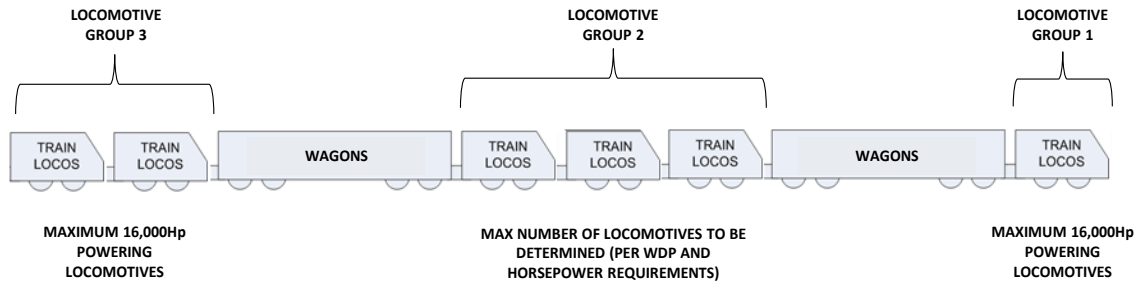 LOCOMOTIVE
GROUP 3
LOCOMOTIVE
GROUP 2
LOCOMOTIVE
GROUP 1
TRAIN
LOCOS
TRAIN
LOCOS
WAGONS
TRAIN
LOCOS
TRAIN
LOCOS
TRAIN
LOCOS
WAGONS
TRAIN
LOCOS
MAXIMUM 16,000Hp
POWERING
LOCOMOTIVES
MAX NUMBER OF LOCOMOTIVES TO BE
DETERMINED (PER WDP AND
HORSEPOWER REQUIREMENTS)
MAXIMUM 16,000Hp
POWERING
LOCOMOTIVES